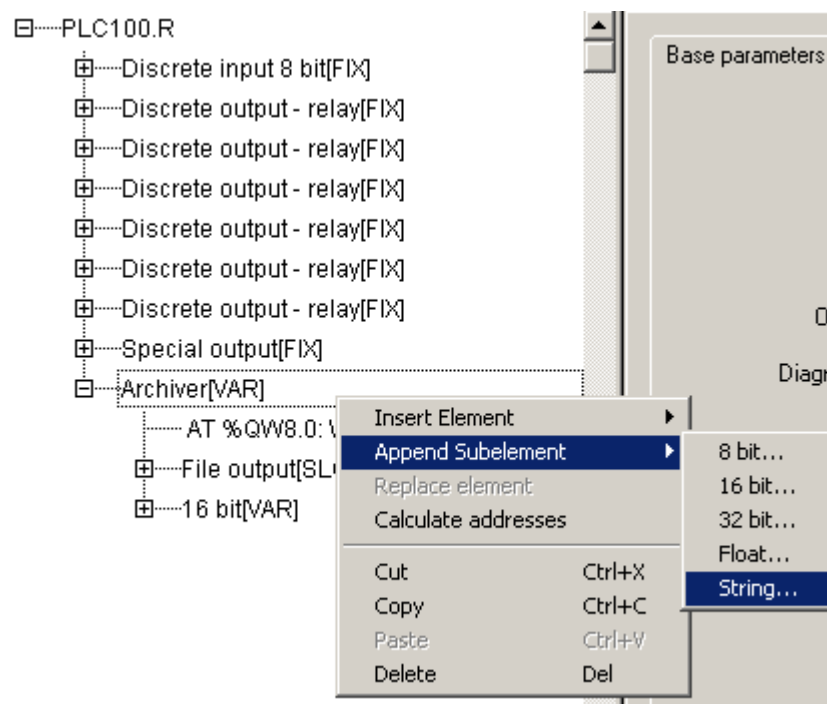 PLC100.R
Discrete input 8 bit[FIX]
Discrete output - relay[FIX]
Discrete output - relay[FIX]
Discrete output - relay[FIX]
Discrete output - relay[FIX]
Discrete output - relay[FIX]
Discrete output - relay[FIX]
Special output[FIX]
Archiver[VAR]
AT %QW8.0:
File output[SL
16 bit[VAR]
Base parameters
Diagr
Insert Element
Append Subelement
Replace element
Calculate addresses
Cut Ctrl+X
Copy Ctrl+C
Paste Ctrl+V
Delete Del
8 bit...
16 bit...
32 bit...
Float...
String...